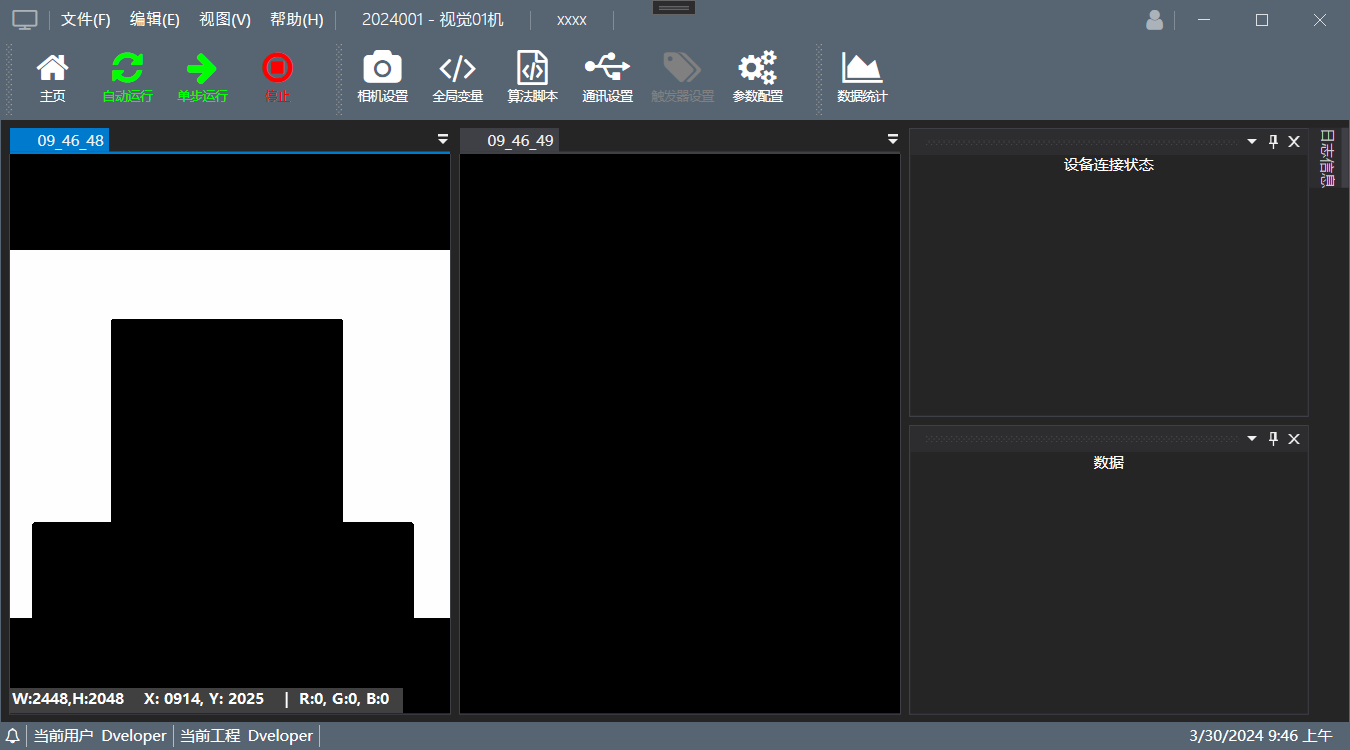 文件(F) 编辑(E) 视图(V) 帮助(H) 2024001 - 视觉01机 xxxx
主页 自动运行 单步运行 停止 相机设置 全局变量 算法脚本 通讯设置 触发器设置 参数配置 数据统计
09_46_48
09_46_49
设备连接状态
日志信息
数据
W:2448,H:2048 X: 0914, Y: 2025 | R:0, G:0, B:0
当前用户 Dveloper 当前工程 Dveloper 3/30/2024 9:46 上午